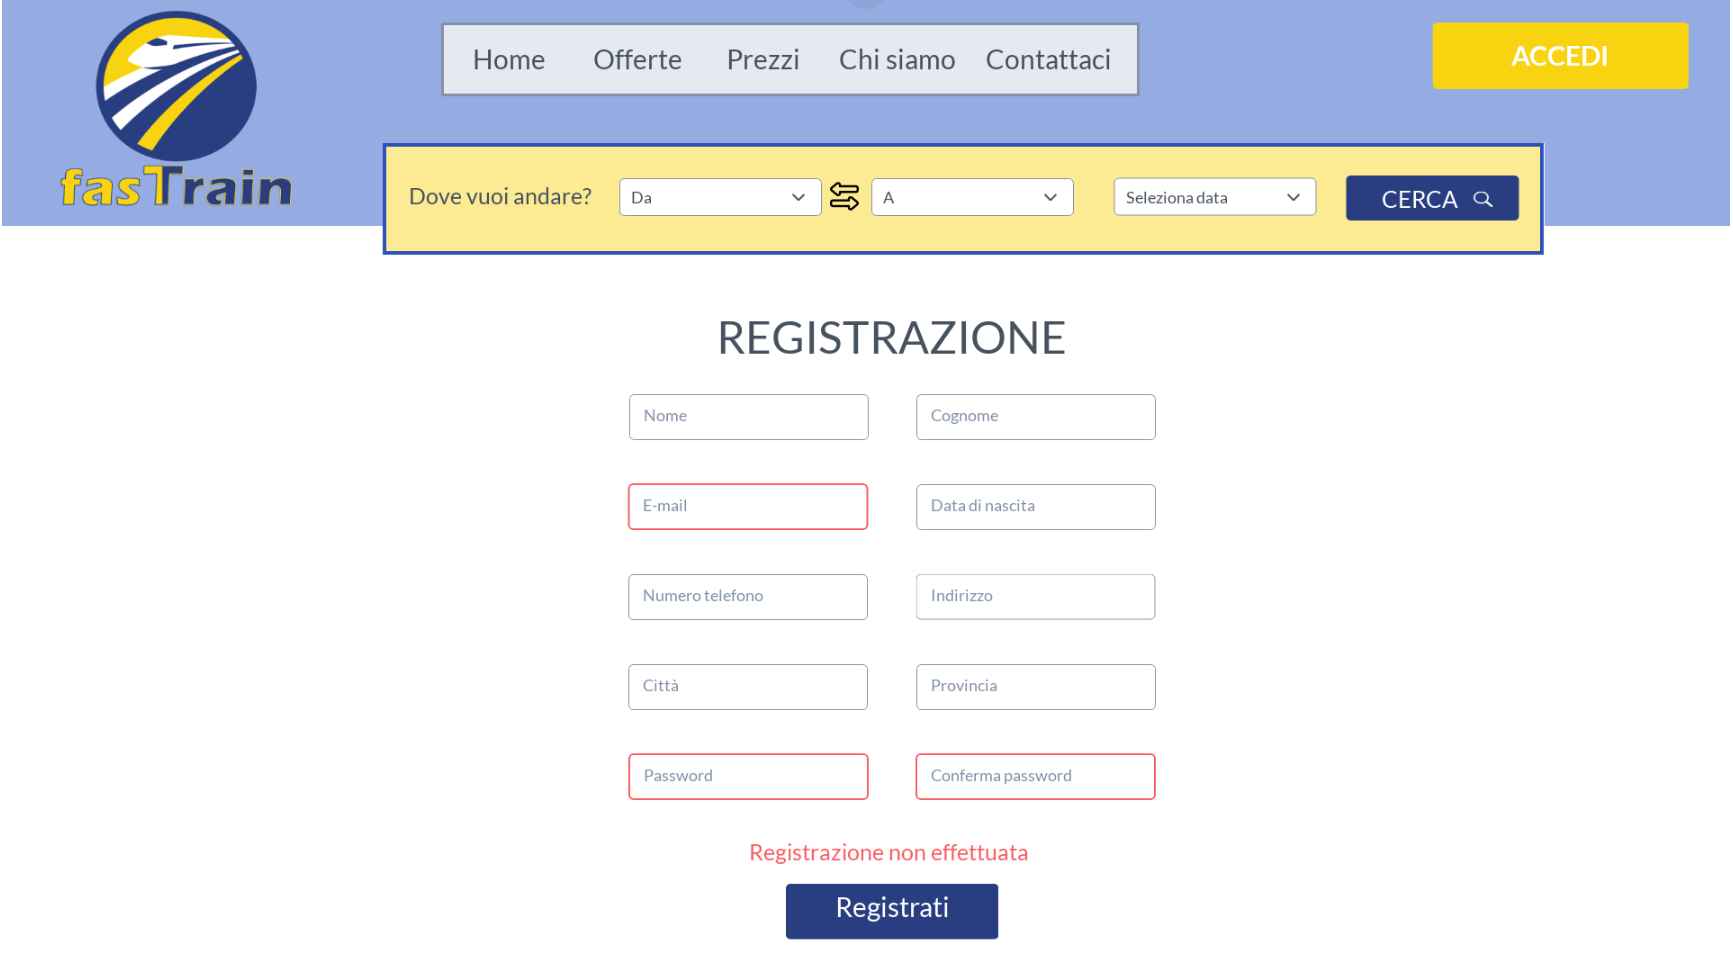 Home Offerte Prezzi Chi siamo Contattaci
ACCEDI
fasTrain
Dove vuoi andare? Da A Seleziona data CERCA
REGISTRAZIONE
Nome Cognome
E-mail Data di nascita
Numero telefono Indirizzo
Città Provincia
Password Conferma password
Registrazione non effettuata
Registrati